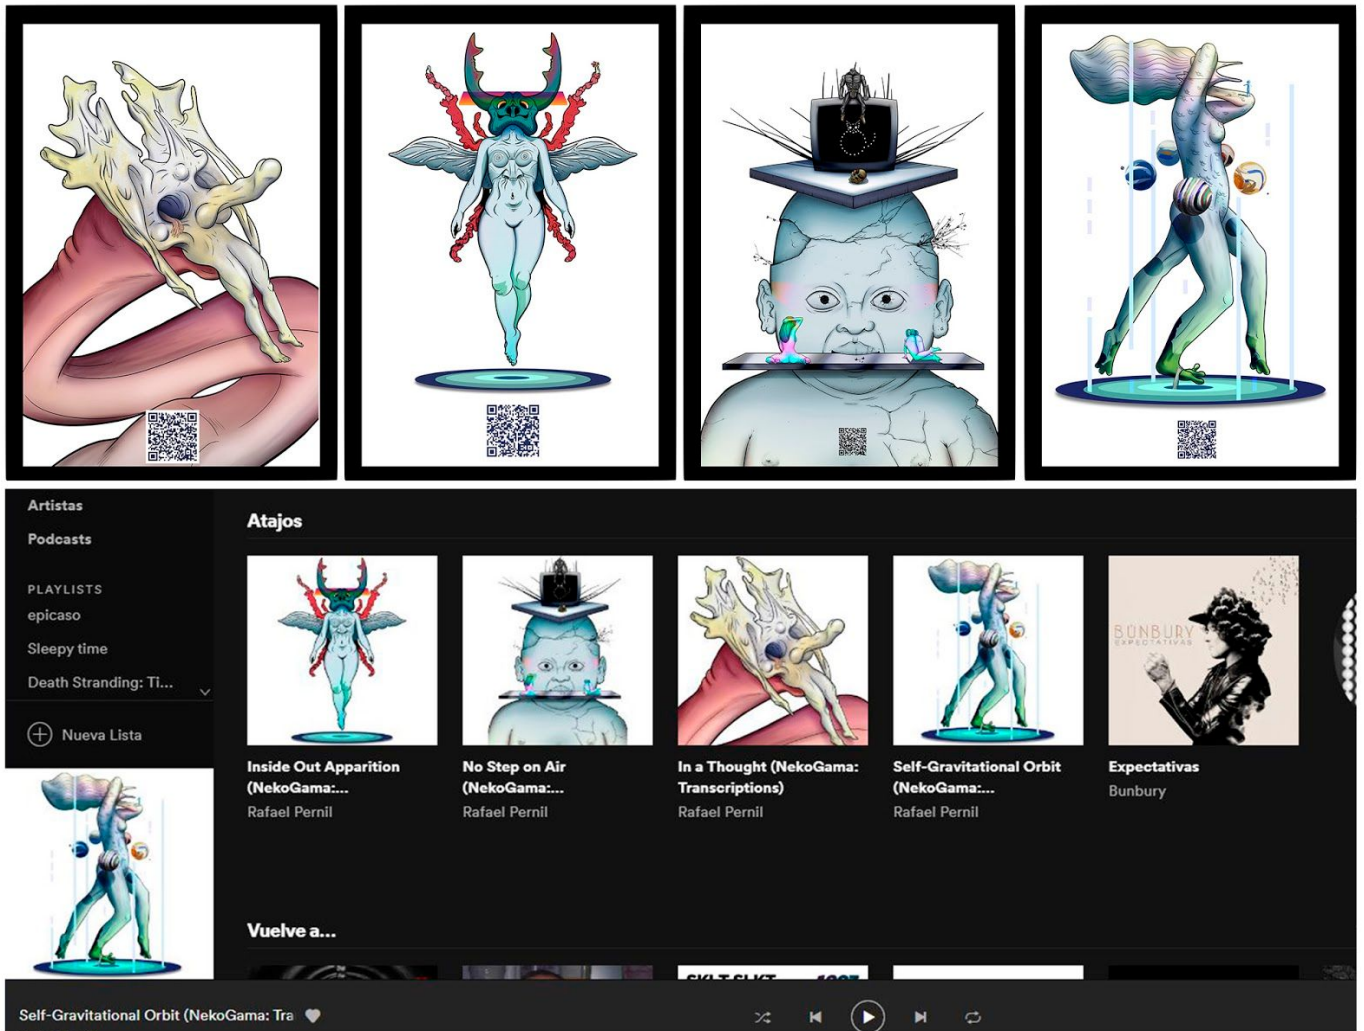 Artistas
Podcasts
PLAYLISTS
epicaso
Sleepy time
Death Stranding: Ti...
Nueva Lista
Atajos
BUNBURY
EXPECTATIVAS
Inside Out Apparition
(NekoGama:...
Rafael Pernil
No Step on Air
(NekoGama:...
Rafael Pernil
In a Thought (NekoGama:
Transcriptions)
Rafael Pernil
Self-Gravitational Orbit
(NekoGama:...
Rafael Pernil
Expectativas
Bunbury
Vuelve a...
Self-Gravitational Orbit (NekoGama: Tra